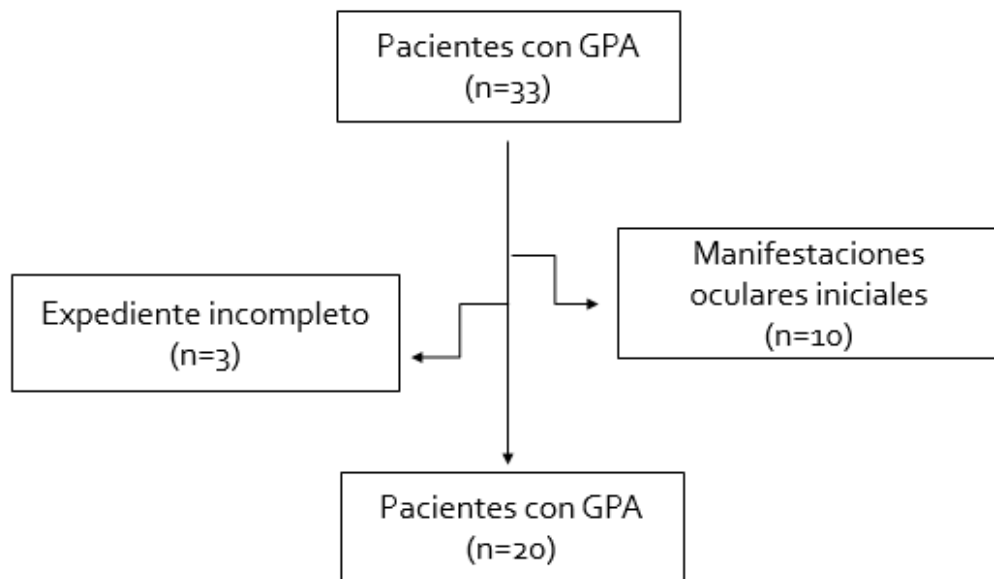 Pacientes con GPA
(n=33)
Manifestaciones
oculares iniciales
(n=10)
Expediente incompleto
(n=3)
Pacientes con GPA
(n=20)